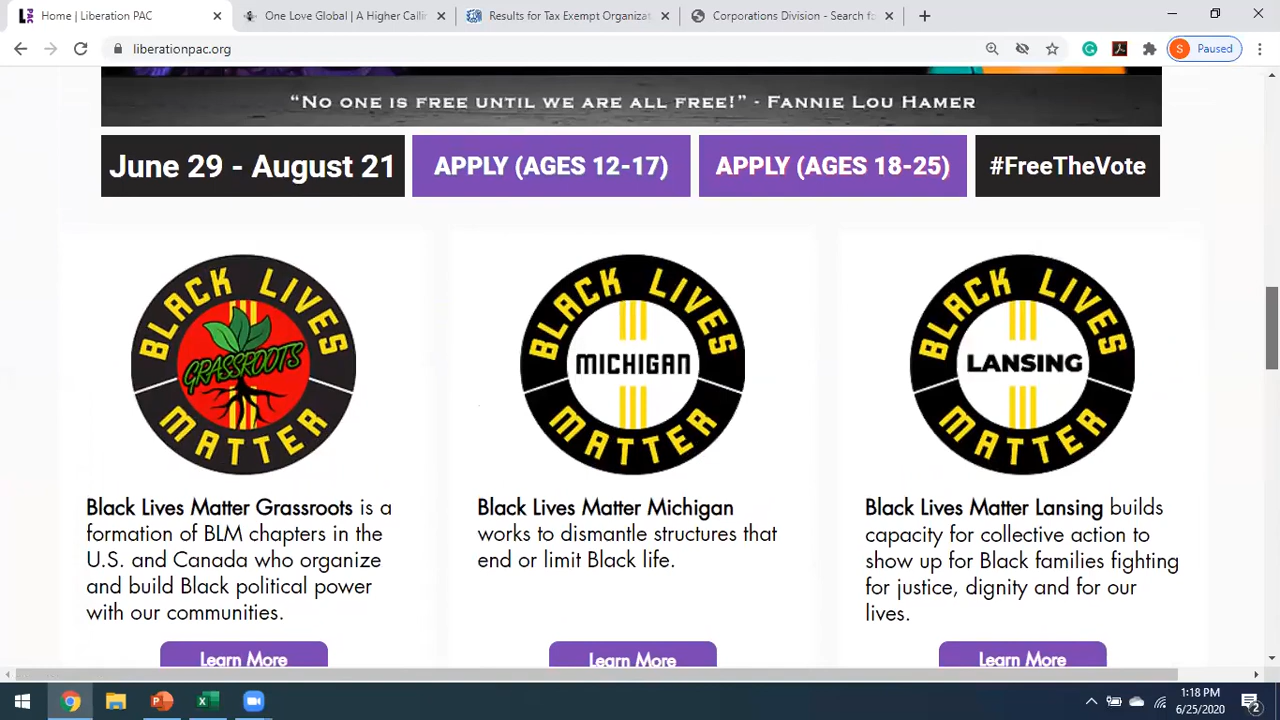 Home | Liberation PAC
One Love Global | A Higher Callin
Results for Tax Exempt Organizat
Corporations Division - Search fo
liberationpac.org
S Paused
“NO ONE IS FREE UNTIL WE ARE ALL FREE!” - FANNIE LOU HAMER
June 29 - August 21
APPLY (AGES 12-17)
APPLY (AGES 18-25)
#FreeTheVote
BLACK LIVES
GRASSROOTS
MATTER
BLACK LIVES
MICHIGAN
MATTER
BLACK LIVES
LANSING
MATTER
Black Lives Matter Grassroots is a
formation of BLM chapters in the
U.S. and Canada who organize
and build Black political power
with our communities.
Learn More
Black Lives Matter Michigan
works to dismantle structures that
end or limit Black life.
Learn More
Black Lives Matter Lansing builds
capacity for collective action to
show up for Black families fighting
for justice, dignity and for our
lives.
Learn More
1:18 PM
6/25/2020
2